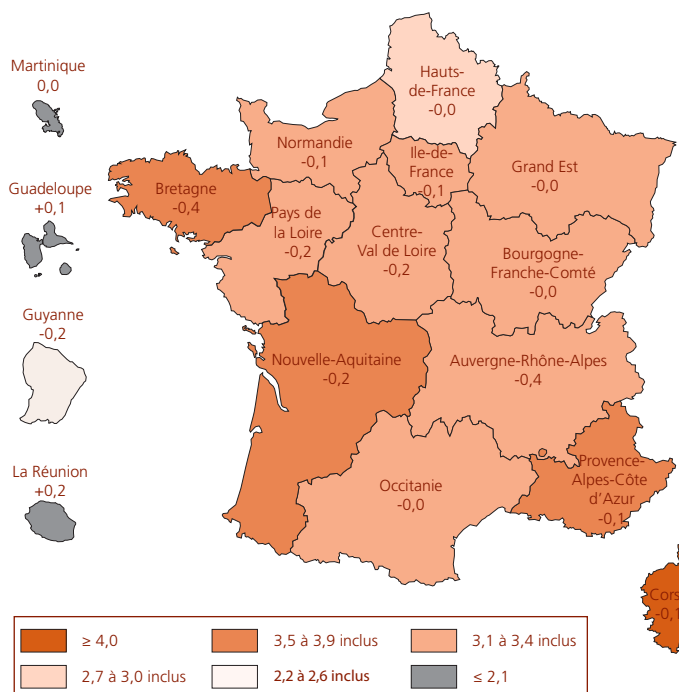 Martinique
0,0
Guadeloupe
+0,1
Guyanne
-0,2
La Réunion
+0,2
Hauts-
de-France
-0,0
Normandie
-0,1
Ile-de-
France
-0,1
Grand Est
-0,0
Bretagne
-0,4
Pays de
la Loire
-0,2
Centre-
Val de Loire
-0,2
Bourgogne-
Franche-Comté
-0,0
Nouvelle-Aquitaine
-0,2
Auvergne-Rhône-Alpes
-0,4
Occitanie
-0,0
Provence-
Alpes-Côte
d'Azur
-0,1
Cors
-0,1
≥ 4,0
3,5 à 3,9 inclus
3,1 à 3,4 inclus
2,7 à 3,0 inclus
2,2 à 2,6 inclus
≤ 2,1